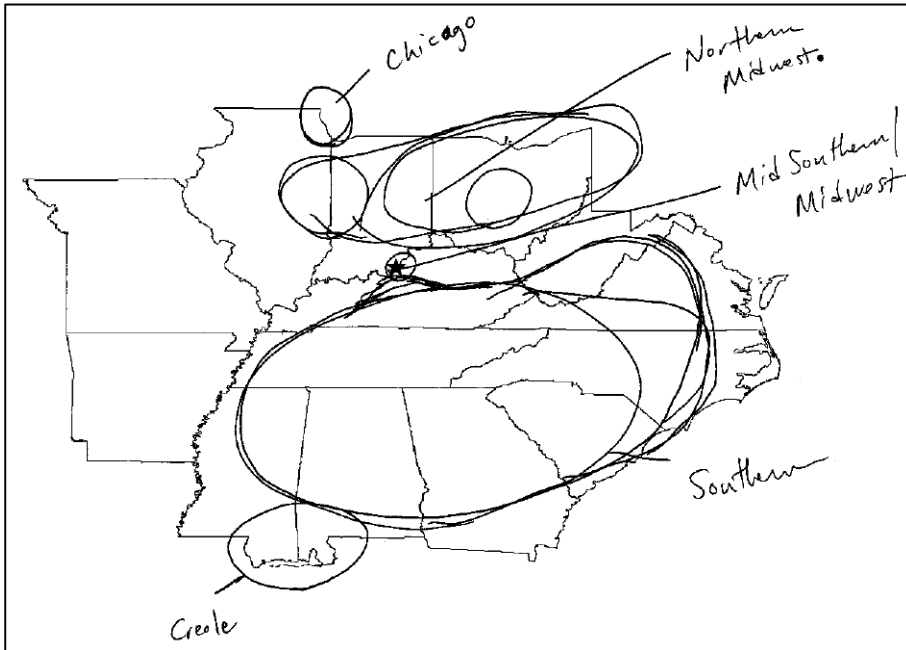 Chicago
Northern
Midwest.
Mid Southern/
Midwest
Southern
Creole